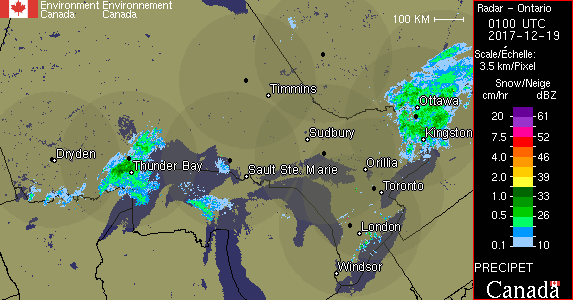 Environment Environnement
Canada Canada
100 KM
Timmins
Ottawa
Sudbury
Kingston
Dryden
Thunder Bay
Sault Ste. Marie
Orillia
Toronto
London
Windsor
Radar - Ontario
0100 UTC
2017-12-19
Scale/Échelle:
3.5 km/Pixel
Snow/Neige
cm/hr dBZ
20 61
7.5 52
4.0 46
2.0 39
1.0 33
0.5 26
0.1 10
PRECIPET
Canada